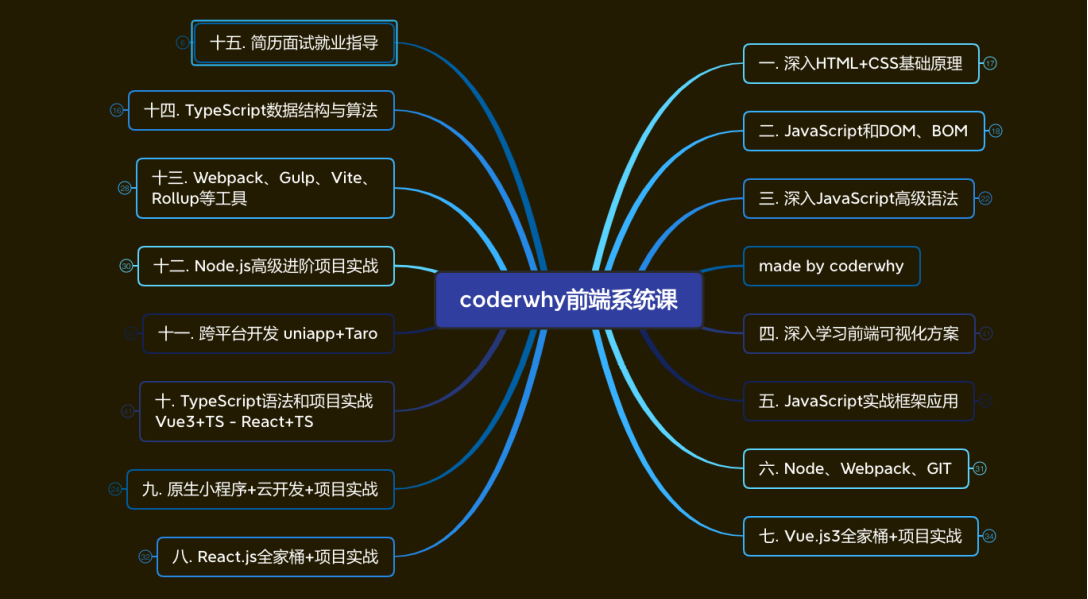 coderwhy前端系统课
一. 深入HTML+CSS基础原理
17
二. JavaScript和DOM、BOM
18
三. 深入JavaScript高级语法
22
made by coderwhy
四. 深入学习前端可视化方案
五. JavaScript实战框架应用
六. Node、Webpack、GIT
31
七. Vue.js3全家桶+项目实战
34
八. React.js全家桶+项目实战
32
九. 原生小程序+云开发+项目实战
十. TypeScript语法和项目实战
Vue3+TS - React+TS
十一. 跨平台开发 uniapp+Taro
十二. Node.js高级进阶项目实战
30
十三. Webpack、Gulp、Vite、
Rollup等工具
28
十四. TypeScript数据结构与算法
16
十五. 简历面试就业指导